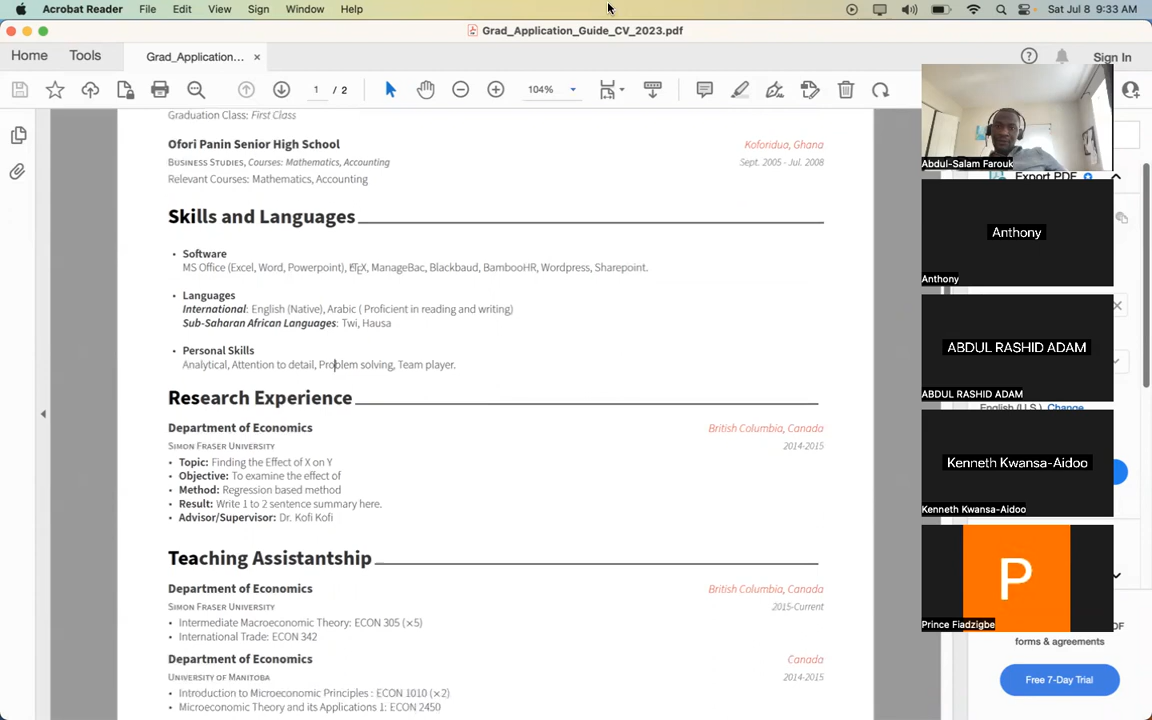 Acrobat Reader File Edit View Sign Window Help Sat Jul 8 9:33 AM
Grad_Application_Guide_CV_2023.pdf
Home Tools Grad_Application... × Sign In
1 / 2 104%
Graduation Class: First Class
Ofori Panin Senior High School Koforidua, Ghana
Business Studies, Courses: Mathematics, Accounting Sept. 2005 - Jul. 2008
Relevant Courses: Mathematics, Accounting
Skills and Languages
• Software
MS Office (Excel, Word, Powerpoint), LATEX, ManageBac, Blackbaud, BambooHR, Wordpress, Sharepoint.
• Languages
International: English (Native), Arabic ( Proficient in reading and writing)
Sub-Saharan African Languages: Twi, Hausa
• Personal Skills
Analytical, Attention to detail, Problem solving, Team player.
Research Experience
Department of Economics British Columbia, Canada
Simon Fraser University 2014-2015
• Topic: Finding the Effect of X on Y
• Objective: To examine the effect of
• Method: Regression based method
• Result: Write 1 to 2 sentence summary here.
• Advisor/Supervisor: Dr. Kofi Kofi
Teaching Assistantship
Department of Economics British Columbia, Canada
Simon Fraser University 2015-Current
• Intermediate Macroeconomic Theory: ECON 305 (×5)
• International Trade: ECON 342
Department of Economics Canada
University of Manitoba 2014-2015
• Introduction to Microeconomic Principles : ECON 1010 (×2)
• Microeconomic Theory and its Applications 1: ECON 2450
Abdul-Salam Farouk
Export PDF
Anthony
Anthony
ABDUL RASHID ADAM
ABDUL RASHID ADAM
English (U.S.) Change
Kenneth Kwansa-Aidoo
Kenneth Kwansa-Aidoo
P
Prince Fiadzigbe
forms & agreements
Free 7-Day Trial